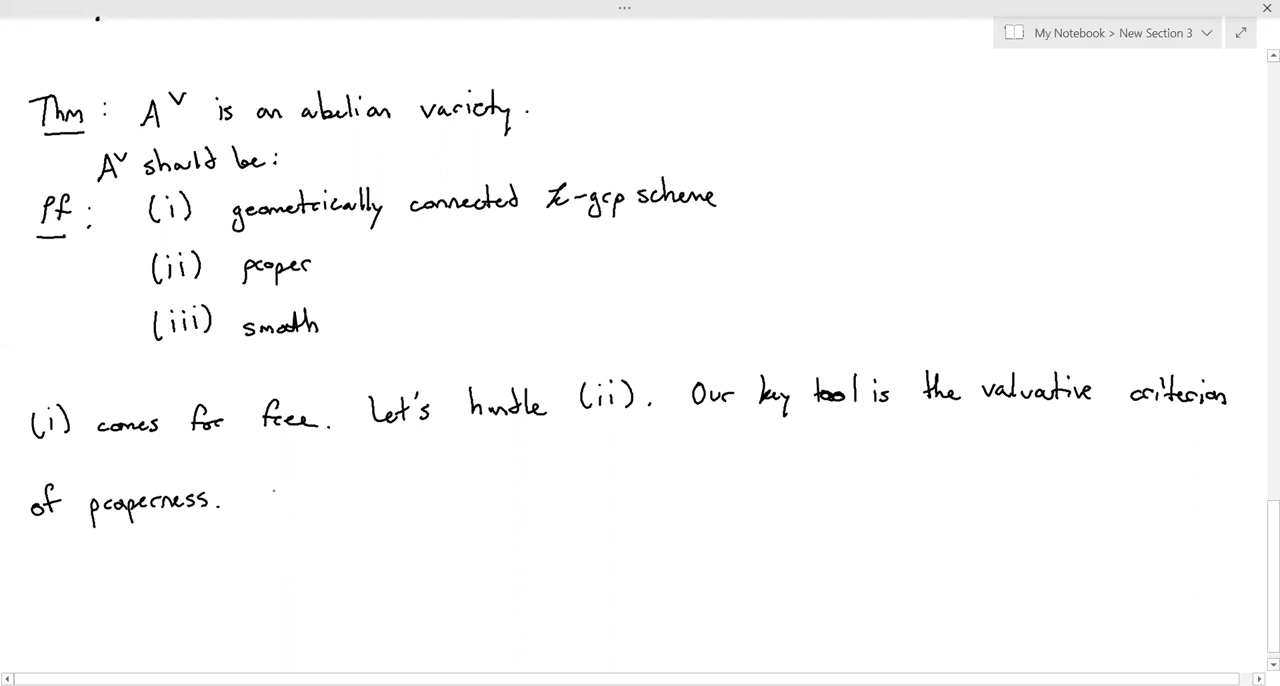 My Notebook > New Section 3
Thm : A^∨ is an abelian variety.
A^∨ should be:
Pf : (i) geometrically connected k-grp scheme
(ii) proper
(iii) smooth
(i) comes for free. Let's handle (ii). Our key tool is the valuative criterion
of properness.